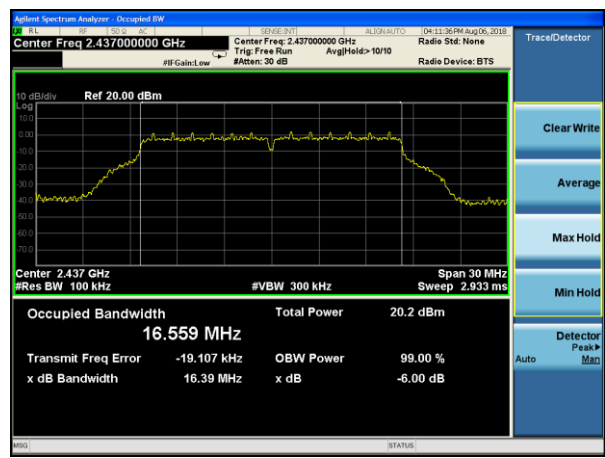 Agilent Spectrum Analyzer - Occupied BW
RL RF 50 Ω AC SENSE:INT ALIGNAUTO 04:11:36PM Aug 06, 2018
Center Freq 2.437000000 GHz
Center Freq: 2.437000000 GHz
Radio Std: None
Trig: Free Run Avg|Hold:>10/10
#IFGain:Low
#Atten: 30 dB
Radio Device: BTS
Trace/Detector
10 dB/div Ref 20.00 dBm
Log
10.0
0.00
-10.0
-20.0
-30.0
-40.0
-50.0
-60.0
-70.0
Center 2.437 GHz Span 30 MHz
#Res BW 100 kHz #VBW 300 kHz Sweep 2.933 ms
Occupied Bandwidth Total Power 20.2 dBm
16.559 MHz
Transmit Freq Error -19.107 kHz OBW Power 99.00 %
x dB Bandwidth 16.39 MHz x dB -6.00 dB
Clear Write
Average
Max Hold
Min Hold
Detector
Peak▶
Auto Man
MSG STATUS